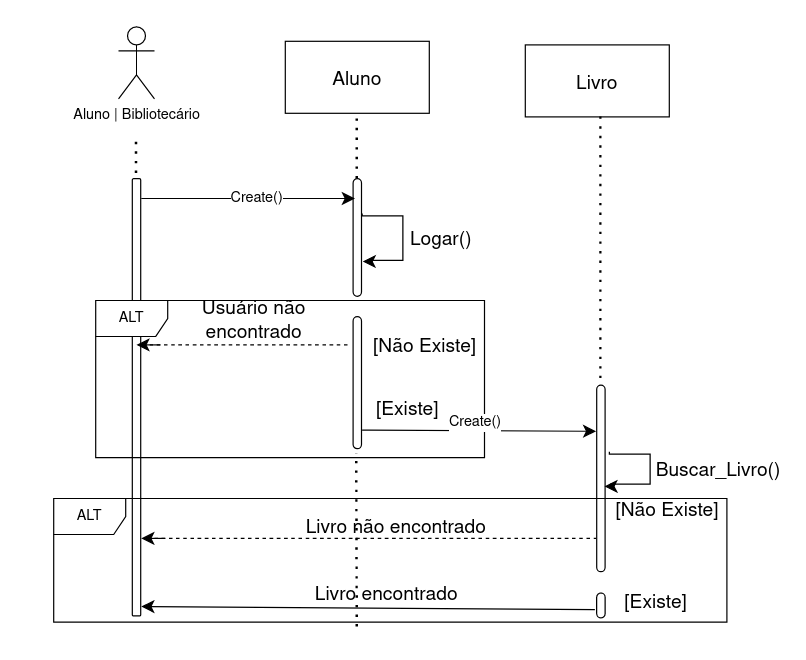 Aluno
Livro
Aluno | Bibliotecário
Create()
Logar()
ALT
Usuário não
encontrado
[Não Existe]
[Existe]
Create()
Buscar_Livro()
ALT
[Não Existe]
Livro não encontrado
Livro encontrado
[Existe]